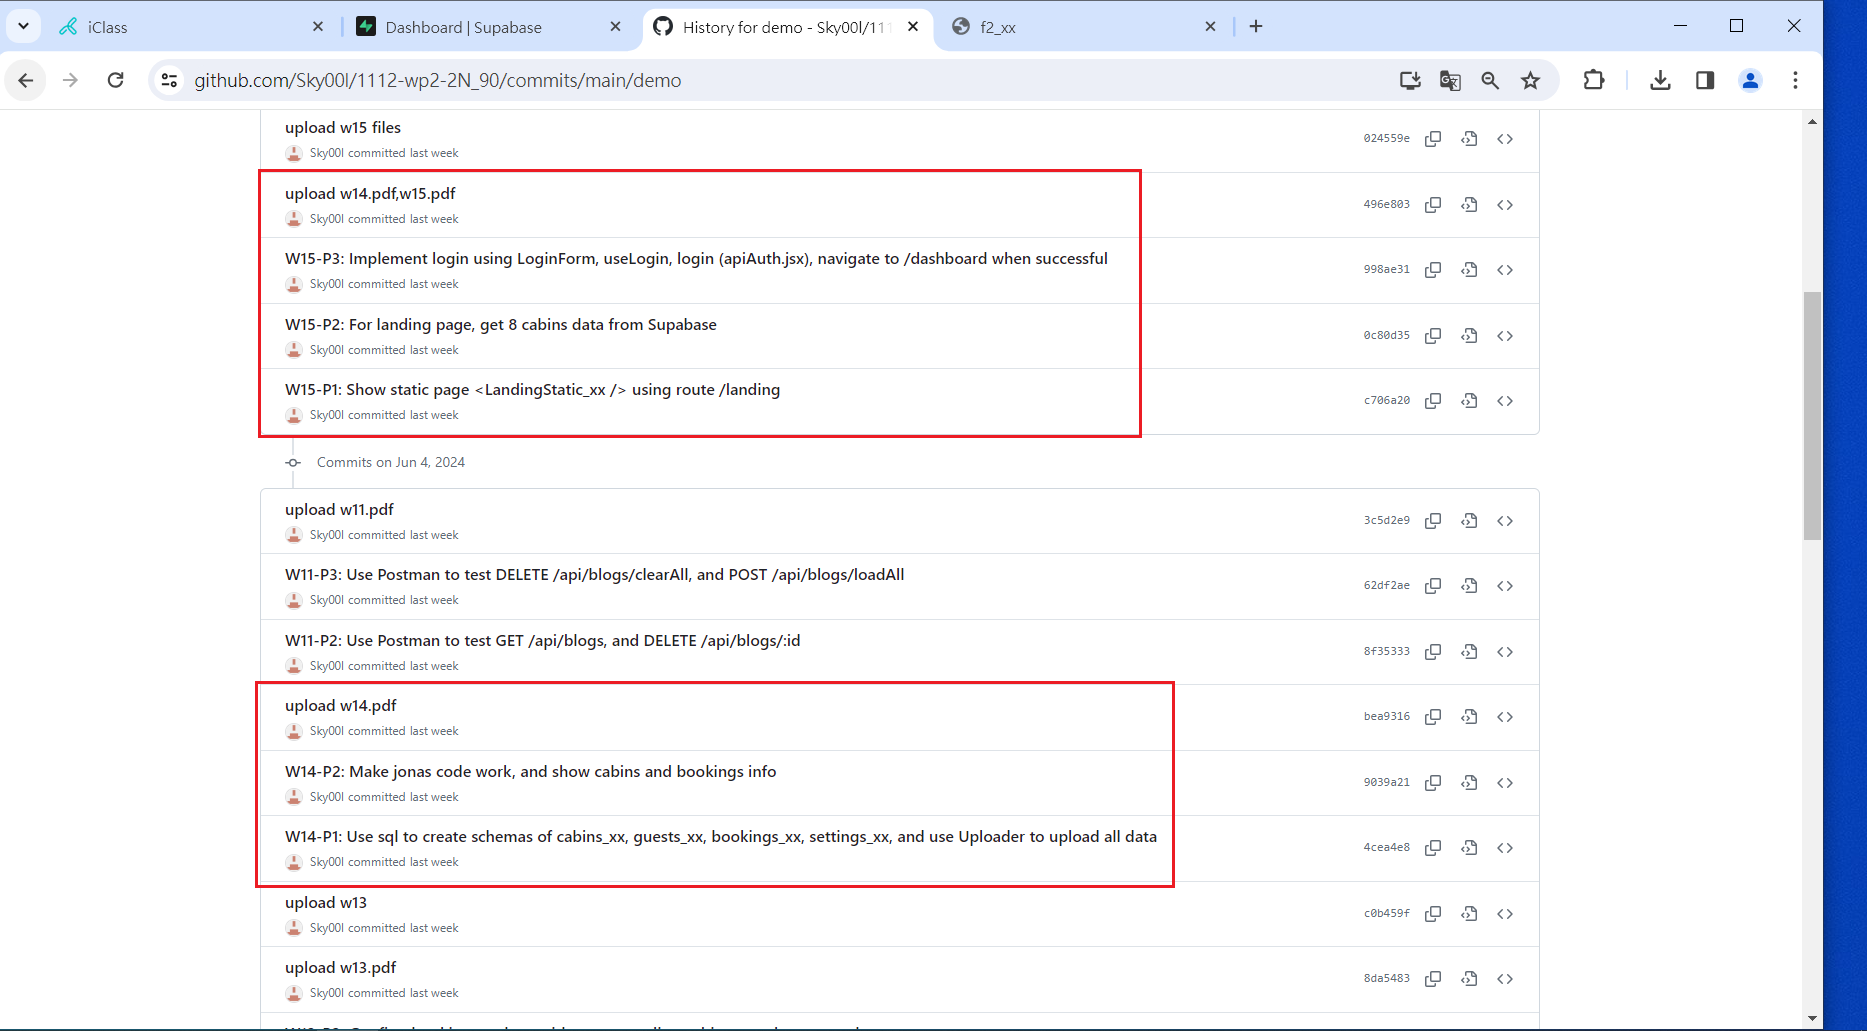 iClass
Dashboard | Supabase
History for demo - Sky00l/111
f2_xx
github.com/Sky00l/1112-wp2-2N_90/commits/main/demo
upload w15 files
024559e
Sky00l committed last week
upload w14.pdf,w15.pdf
496e803
Sky00l committed last week
W15-P3: Implement login using LoginForm, useLogin, login (apiAuth.jsx), navigate to /dashboard when successful
998ae31
Sky00l committed last week
W15-P2: For landing page, get 8 cabins data from Supabase
0c80d35
Sky00l committed last week
W15-P1: Show static page <LandingStatic_xx /> using route /landing
c706a20
Sky00l committed last week
Commits on Jun 4, 2024
upload w11.pdf
3c5d2e9
Sky00l committed last week
W11-P3: Use Postman to test DELETE /api/blogs/clearAll, and POST /api/blogs/loadAll
62df2ae
Sky00l committed last week
W11-P2: Use Postman to test GET /api/blogs, and DELETE /api/blogs/:id
8f35333
Sky00l committed last week
upload w14.pdf
bea9316
Sky00l committed last week
W14-P2: Make jonas code work, and show cabins and bookings info
9039a21
Sky00l committed last week
W14-P1: Use sql to create schemas of cabins_xx, guests_xx, bookings_xx, settings_xx, and use Uploader to upload all data
4cea4e8
Sky00l committed last week
upload w13
c0b459f
Sky00l committed last week
upload w13.pdf
8da5483
Sky00l committed last week